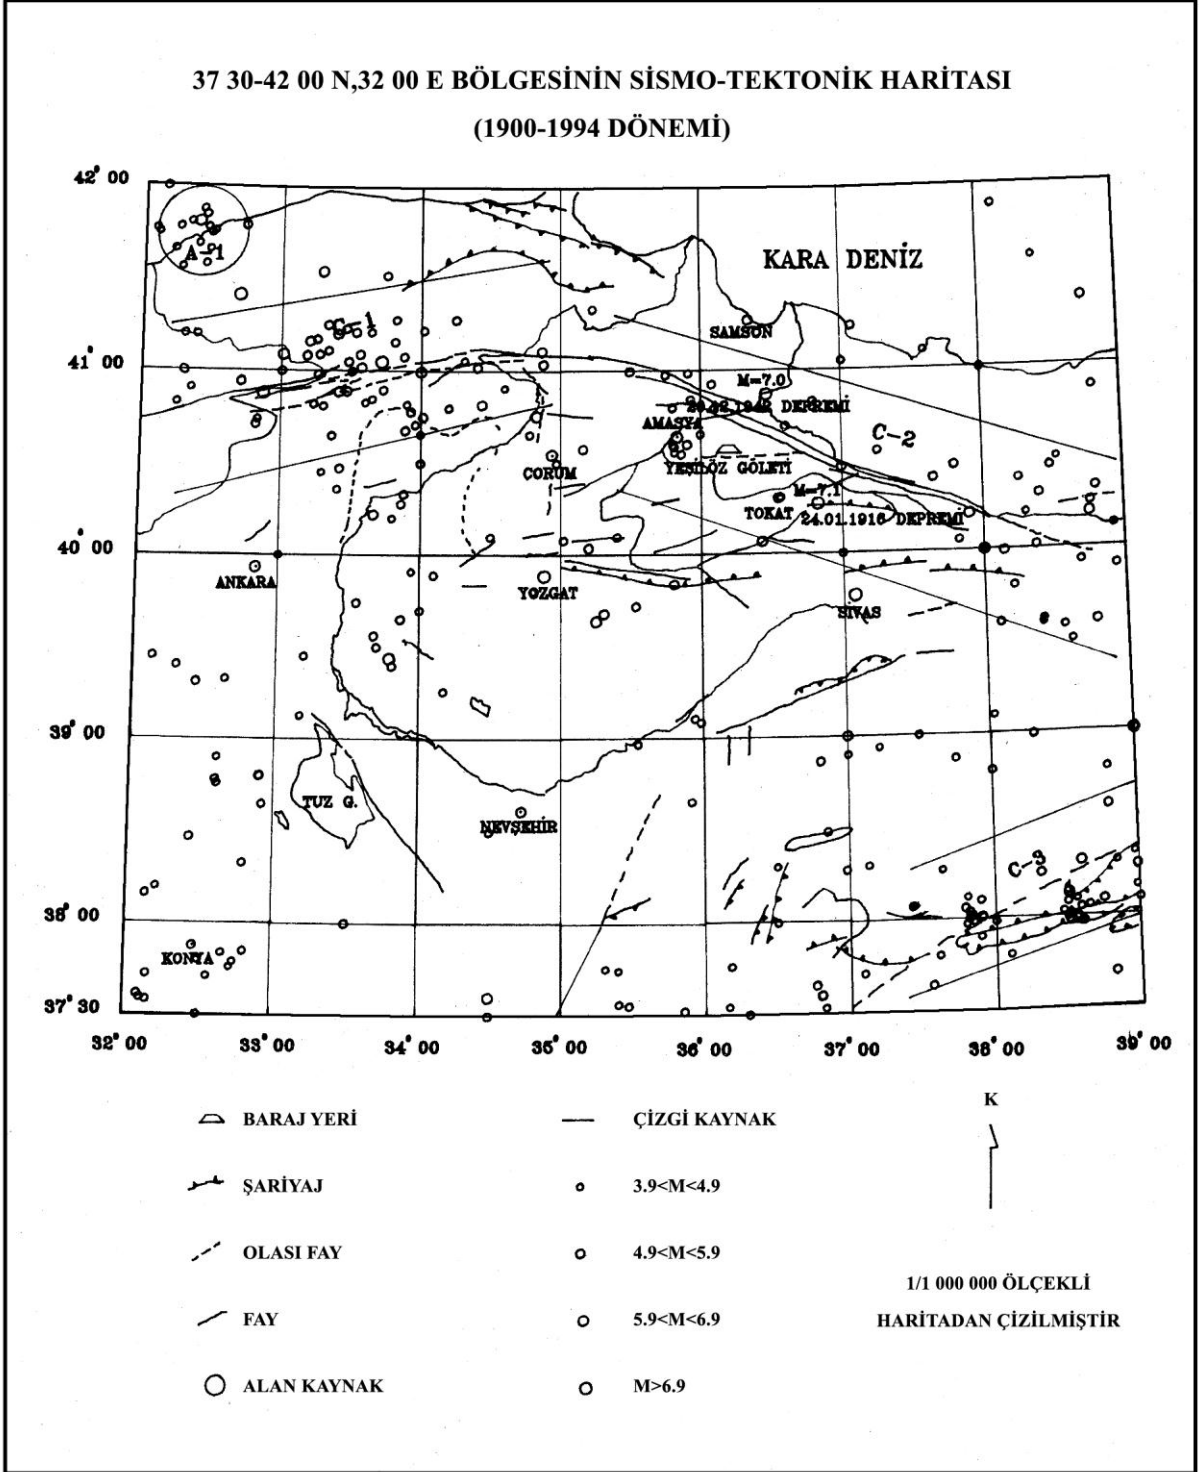 37 30-42 00 N,32 00 E BÖLGESİNİN SİSMO-TEKTONİK HARİTASI
(1900-1994 DÖNEMİ)
42° 00
A-1
KARA DENİZ
C-1
SAMSON
41° 00
M=7.0
DEPREMİ
AMASYA
C-2
ÇORUM
YEŞİLÖZ GÖLETİ
M=7.1
TOKAT
24.01.1916 DEPREMİ
40° 00
ANKARA
YOZGAT
SİVAS
39° 00
TUZ G.
NEVŞEHİR
C-3
38° 00
KONYA
37° 30
32° 00
33° 00
34° 00
35° 00
36° 00
37° 00
38° 00
39° 00
BARAJ YERİ
ÇİZGİ KAYNAK
K
ŞARİYAJ
3.9<M<4.9
OLASI FAY
4.9<M<5.9
1/1 000 000 ÖLÇEKLİ
FAY
5.9<M<6.9
HARİTADAN ÇİZİLMİŞTİR
ALAN KAYNAK
M>6.9